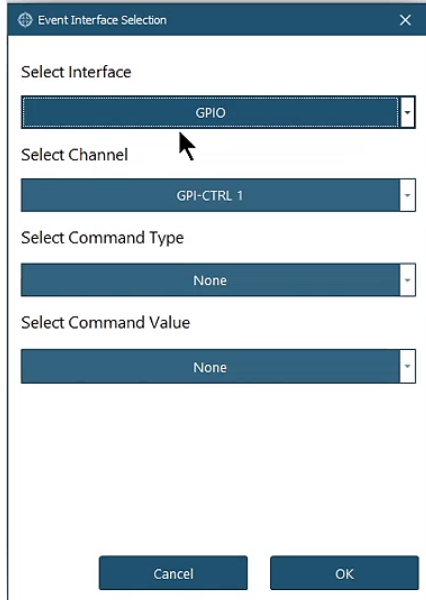 Event Interface Selection
Select Interface
GPIO
Select Channel
GPI-CTRL 1
Select Command Type
None
Select Command Value
None
Cancel OK